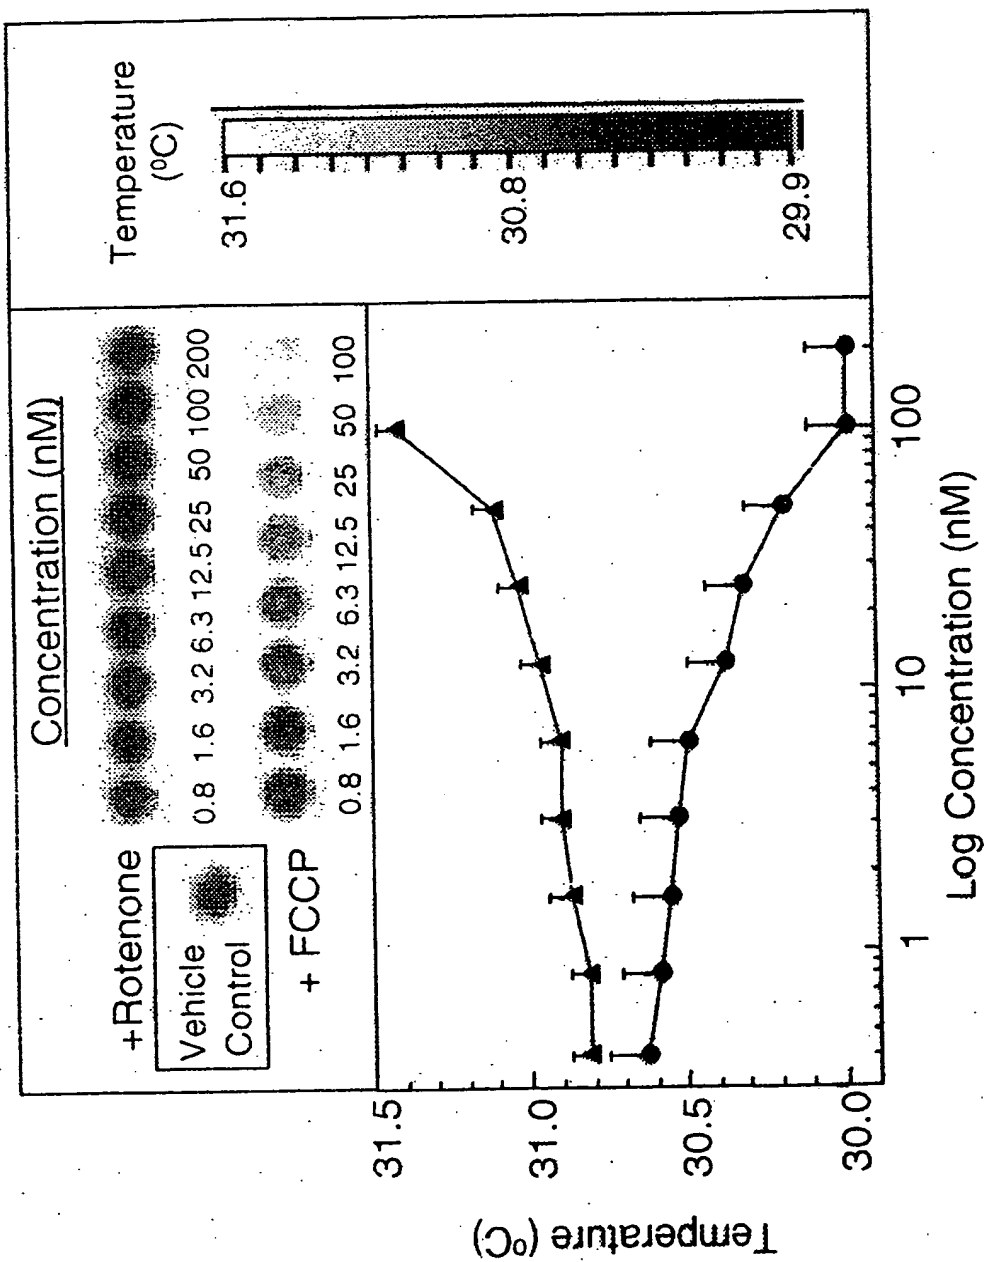 Concentration (nM)
+Rotenone
0.8 1.6 3.2 6.3 12.5 25 50 100 200
Vehicle
Control
+ FCCP
0.8 1.6 3.2 6.3 12.5 25 50 100
Temperature
(⁰C)
31.6
30.8
29.9
Temperature (⁰C)
31.5
31.0
30.5
30.0
1 10 100
Log Concentration (nM)